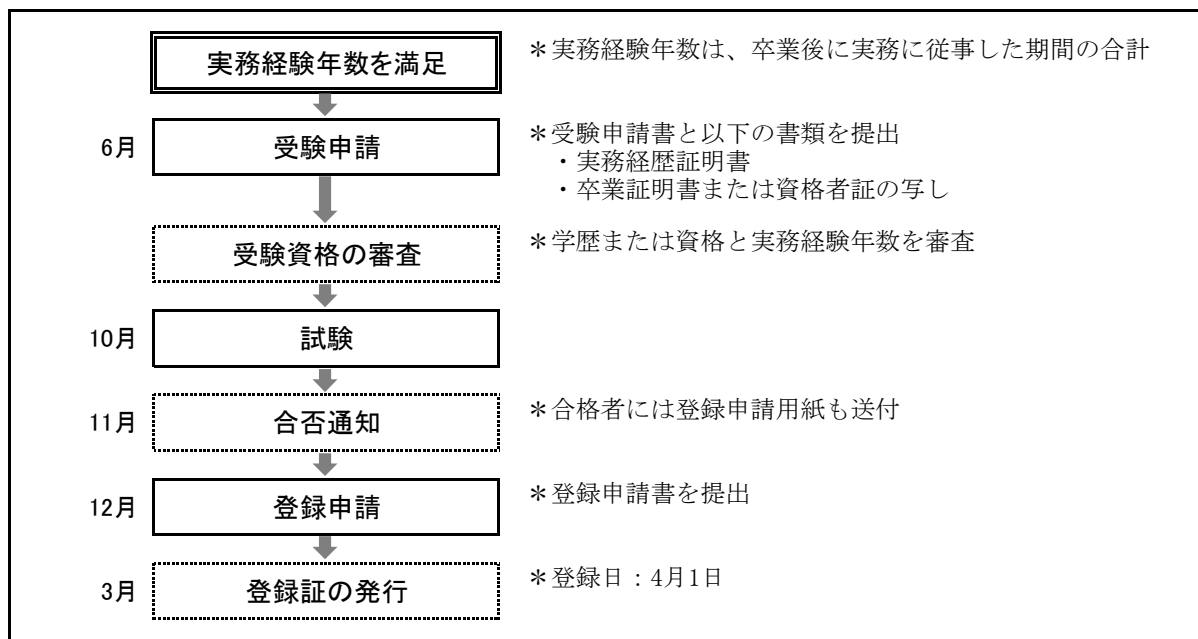 実務経験年数を満足
＊実務経験年数は、卒業後に実務に従事した期間の合計
6月
受験申請
＊受験申請書と以下の書類を提出
・実務経歴証明書
・卒業証明書または資格者証の写し
受験資格の審査
＊学歴または資格と実務経験年数を審査
10月
試験
11月
合否通知
＊合格者には登録申請用紙も送付
12月
登録申請
＊登録申請書を提出
3月
登録証の発行
＊登録日：4月1日